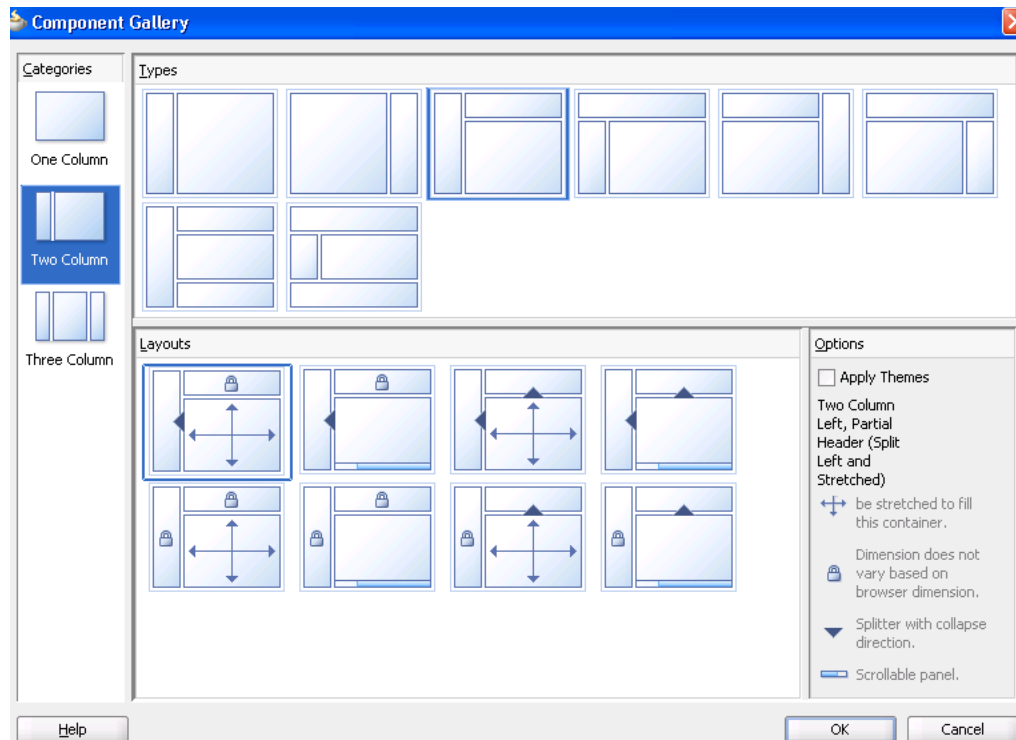 Component Gallery
Categories
One Column
Two Column
Three Column
Types
Layouts
Options
Apply Themes
Two Column
Left, Partial
Header (Split
Left and
Stretched)
be stretched to fill
this container.
Dimension does not
vary based on
browser dimension.
Splitter with collapse
direction.
Scrollable panel.
Help
OK
Cancel